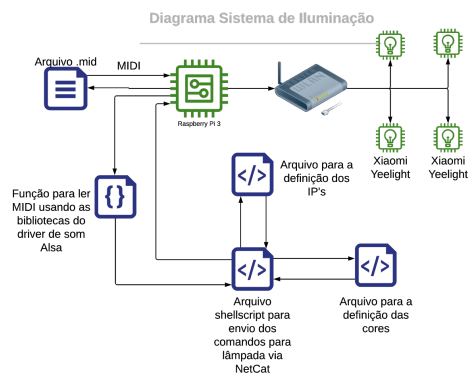 Diagrama Sistema de Iluminação
Arquivo .mid
MIDI
Raspberry Pi 3
Xiaomi
Yeelight
Xiaomi
Yeelight
Função para ler
MIDI usando as
bibliotecas do
driver de som
Alsa
Arquivo para a
definição dos
IP's
Arquivo
shellscript para
envio dos
comandos para
lâmpada via
NetCat
Arquivo para a
definição das
cores